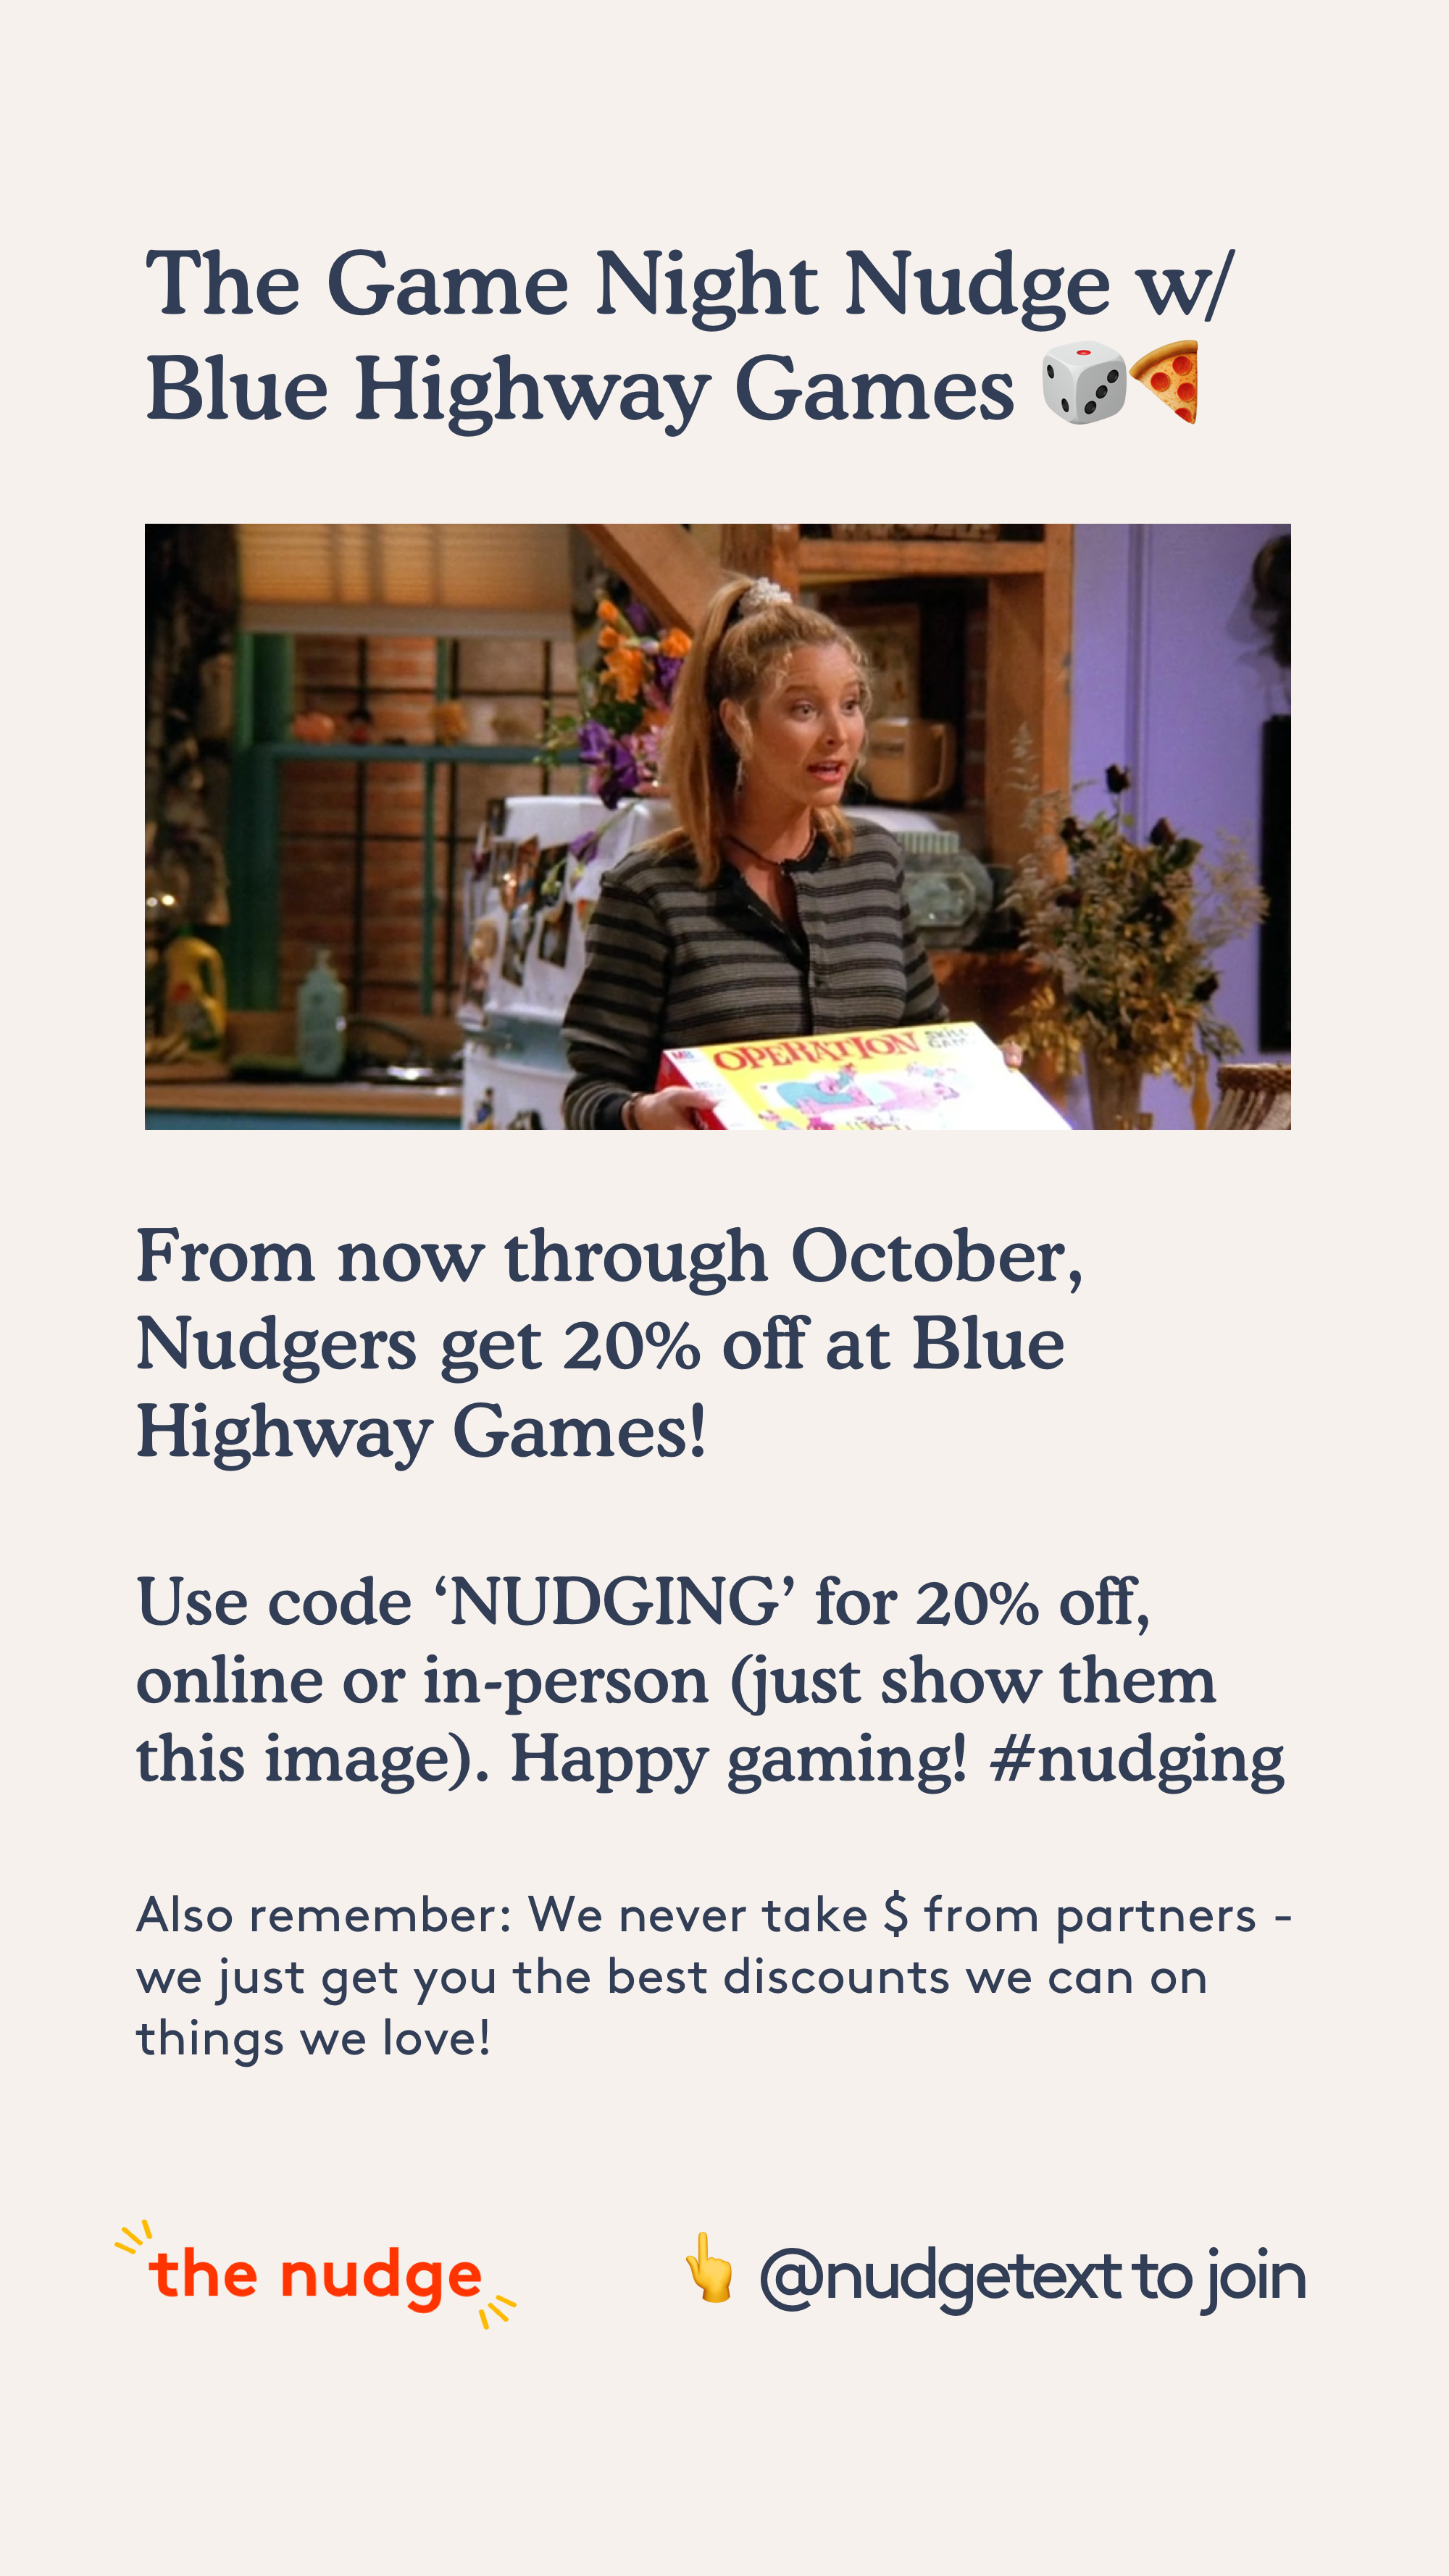 The Game Night Nudge w/
Blue Highway Games 🎲🍕
MB
OPERATION
SKILL
GAME
From now through October,
Nudgers get 20% off at Blue
Highway Games!
Use code ‘NUDGING’ for 20% off,
online or in-person (just show them
this image). Happy gaming! #nudging
Also remember: We never take $ from partners -
we just get you the best discounts we can on
things we love!
the nudge
👆 @nudgetext to join